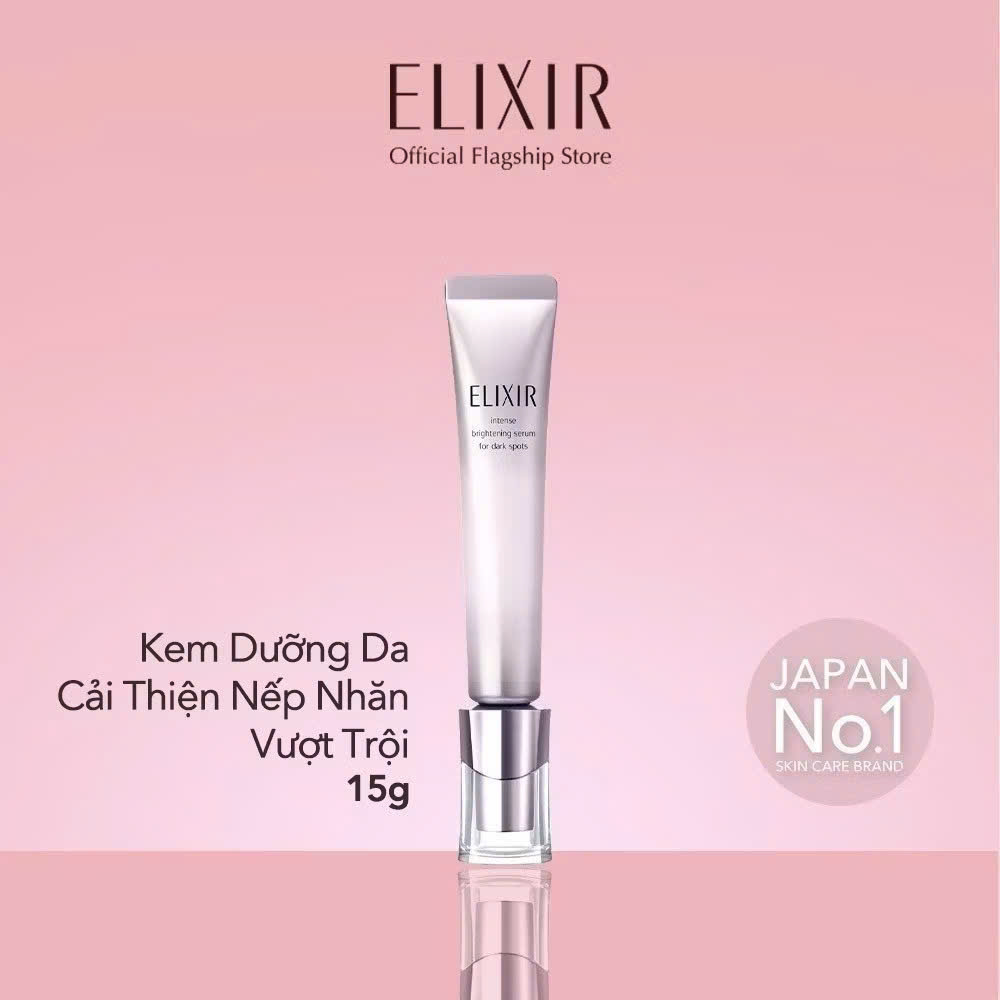 ELIXIR
Official Flagship Store
ELIXIR
intense
brightening serum
for dark spots
Kem Dưỡng Da
Cải Thiện Nếp Nhăn
Vượt Trội
15g
JAPAN
No.1
SKIN CARE BRAND